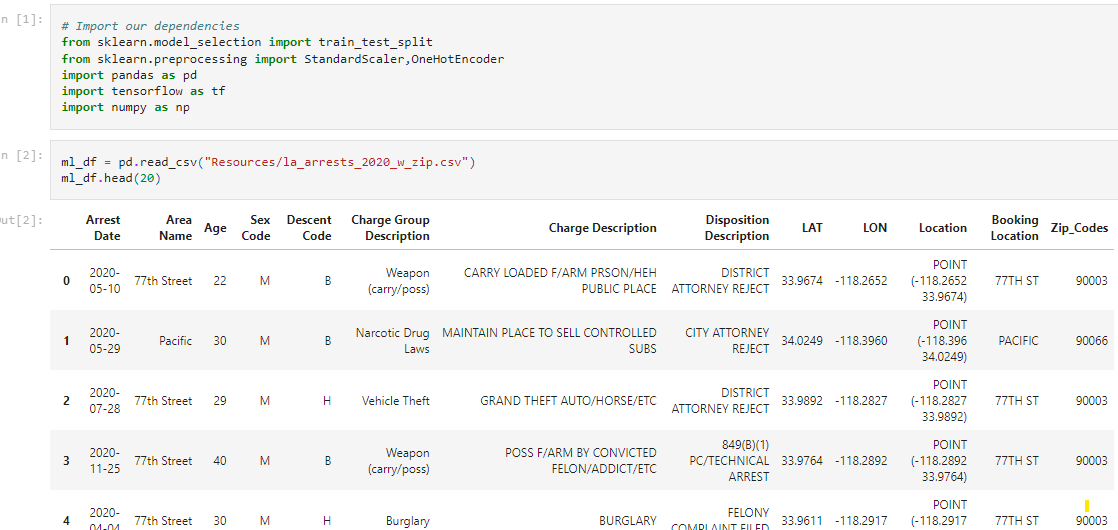 n [1]:
# Import our dependencies
from sklearn.model_selection import train_test_split
from sklearn.preprocessing import StandardScaler,OneHotEncoder
import pandas as pd
import tensorflow as tf
import numpy as np
n [2]:
ml_df = pd.read_csv("Resources/la_arrests_2020_w_zip.csv")
ml_df.head(20)
ut[2]:
Arrest Area Sex Descent Charge Group Disposition Booking
Date Name Age Code Code Description Charge Description Description LAT LON Location Location Zip_Codes
0 2020-
05-10 77th Street 22 M B Weapon
(carry/poss) CARRY LOADED F/ARM PRSON/HEH
PUBLIC PLACE DISTRICT
ATTORNEY REJECT 33.9674 -118.2652 POINT
(-118.2652
33.9674) 77TH ST 90003
1 2020-
05-29 Pacific 30 M B Narcotic Drug
Laws MAINTAIN PLACE TO SELL CONTROLLED
SUBS CITY ATTORNEY
REJECT 34.0249 -118.3960 POINT
(-118.396
34.0249) PACIFIC 90066
2 2020-
07-28 77th Street 29 M H Vehicle Theft GRAND THEFT AUTO/HORSE/ETC DISTRICT
ATTORNEY REJECT 33.9892 -118.2827 POINT
(-118.2827
33.9892) 77TH ST 90003
3 2020-
11-25 77th Street 40 M B Weapon
(carry/poss) POSS F/ARM BY CONVICTED
FELON/ADDICT/ETC 849(B)(1)
PC/TECHNICAL
ARREST 33.9764 -118.2892 POINT
(-118.2892
33.9764) 77TH ST 90003
4 2020-
04-04 77th Street 30 M H Burglary BURGLARY FELONY
COMPLAINT FILED 33.9611 -118.2917 POINT
(-118.2917 77TH ST 90003